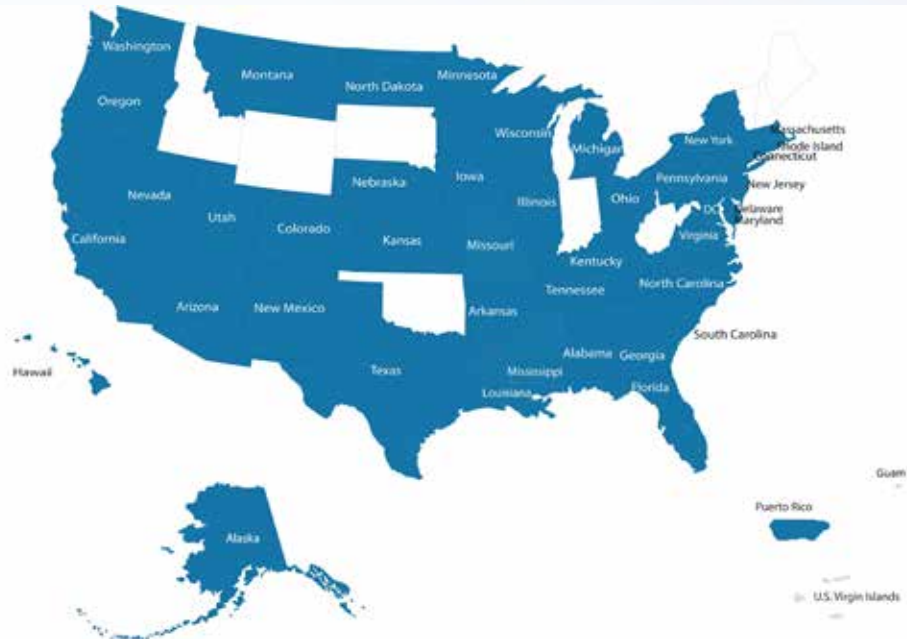 Washington
Montana
North Dakota
Minnesota
Oregon
Wisconsin
Michigan
New York
Massachusetts
Rhode Island
Connecticut
Nebraska
Iowa
Pennsylvania
New Jersey
Nevada
Utah
Colorado
Illinois
Ohio
DC
Delaware
Maryland
California
Kansas
Missouri
Virginia
Kentucky
Arizona
New Mexico
Tennessee
North Carolina
Arkansas
South Carolina
Hawaii
Texas
Mississippi
Alabama
Georgia
Louisiana
Florida
Guam
Puerto Rico
Alaska
U.S. Virgin Islands